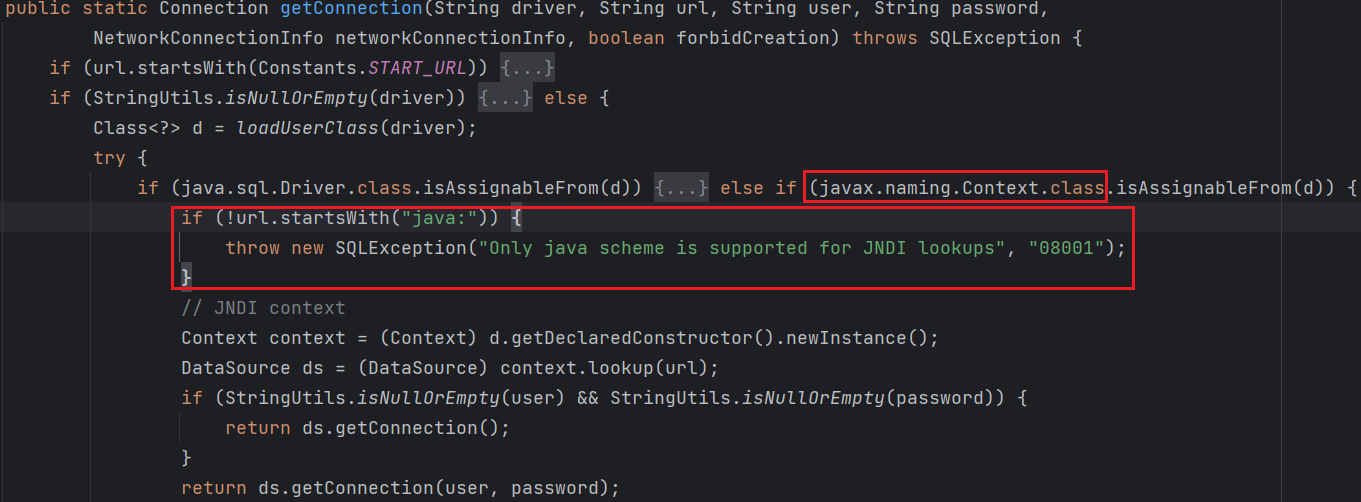 public static Connection getConnection(String driver, String url, String user, String password,
NetworkConnectionInfo networkConnectionInfo, boolean forbidCreation) throws SQLException {
if (url.startsWith(Constants.START_URL)) {...}
if (StringUtils.isNullOrEmpty(driver)) {...} else {
Class<?> d = loadUserClass(driver);
try {
if (java.sql.Driver.class.isAssignableFrom(d)) {...} else if (javax.naming.Context.class.isAssignableFrom(d)) {
if (!url.startsWith("java:")) {
throw new SQLException("Only java scheme is supported for JNDI lookups", "08001");
}
// JNDI context
Context context = (Context) d.getDeclaredConstructor().newInstance();
DataSource ds = (DataSource) context.lookup(url);
if (StringUtils.isNullOrEmpty(user) && StringUtils.isNullOrEmpty(password)) {
return ds.getConnection();
}
return ds.getConnection(user, password);